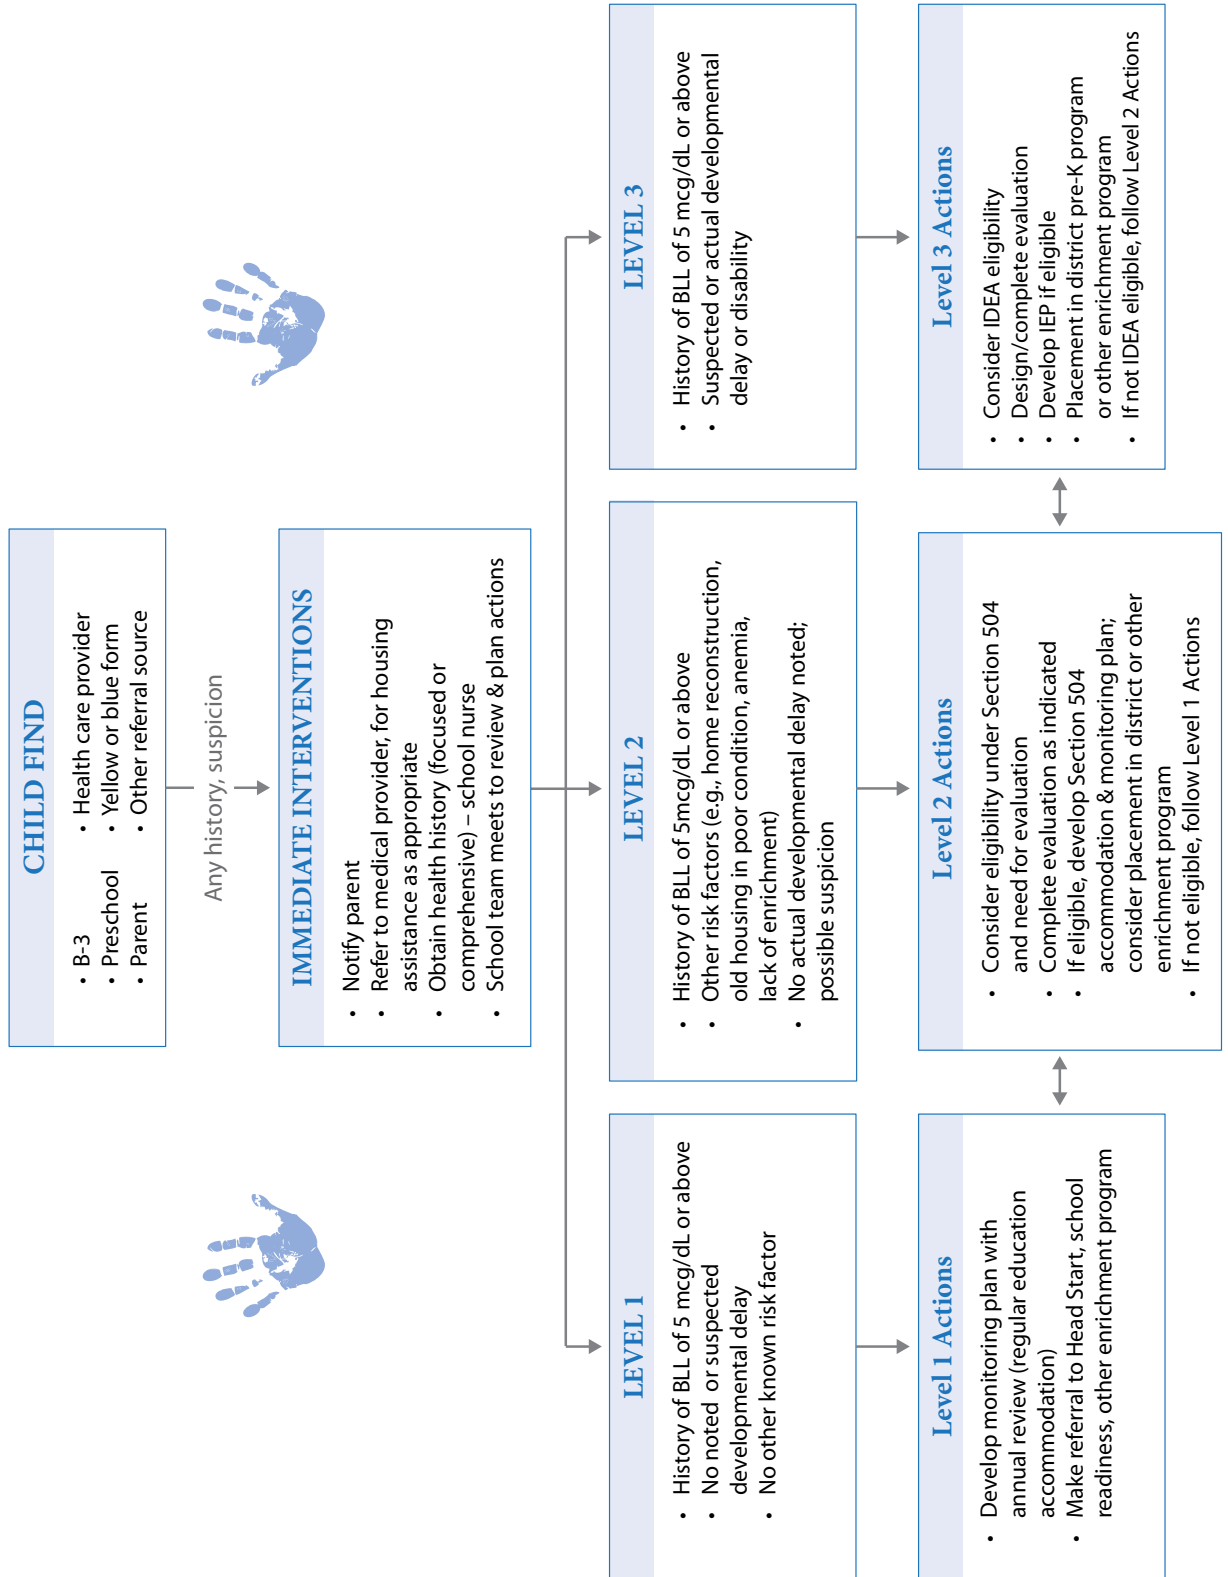 CHILD FIND
• B-3
• Preschool
• Parent
• Health care provider
• Yellow or blue form
• Other referral source
Any history, suspicion
IMMEDIATE INTERVENTIONS
• Notify parent
• Refer to medical provider, for housing
assistance as appropriate
• Obtain health history (focused or
comprehensive) – school nurse
• School team meets to review & plan actions
LEVEL 1
• History of BLL of 5 mcg/dL or above
• No noted or suspected
developmental delay
• No other known risk factor
LEVEL 2
• History of BLL of 5mcg/dL or above
• Other risk factors (e.g., home reconstruction,
old housing in poor condition, anemia,
lack of enrichment)
• No actual developmental delay noted;
possible suspicion
LEVEL 3
• History of BLL of 5 mcg/dL or above
• Suspected or actual developmental
delay or disability
Level 1 Actions
• Develop monitoring plan with
annual review (regular education
accommodation)
• Make referral to Head Start, school
readiness, other enrichment program
Level 2 Actions
• Consider eligibility under Section 504
and need for evaluation
• Complete evaluation as indicated
• If eligible, develop Section 504
accommodation & monitoring plan;
consider placement in district or other
enrichment program
• If not eligible, follow Level 1 Actions
Level 3 Actions
• Consider IDEA eligibility
• Design/complete evaluation
• Develop IEP if eligible
• Placement in district pre-K program
or other enrichment program
• If not IDEA eligible, follow Level 2 Actions